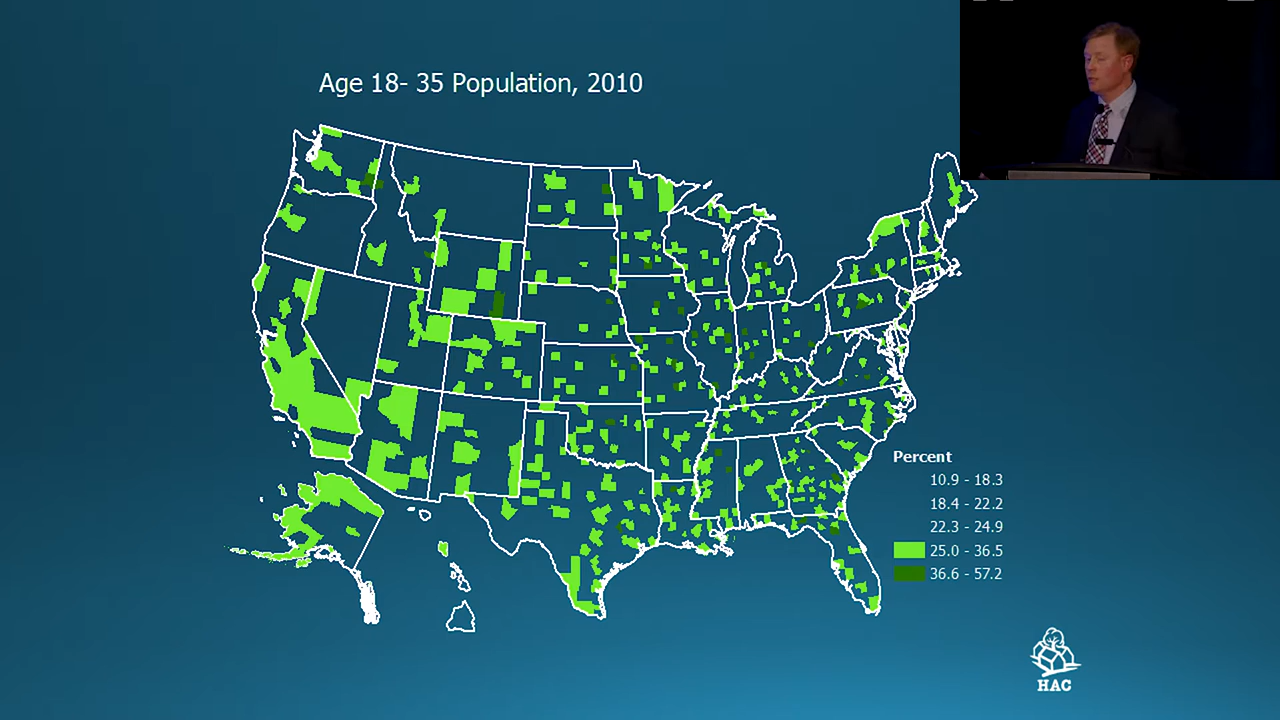 Age 18- 35 Population, 2010
Percent
10.9 - 18.3
18.4 - 22.2
22.3 - 24.9
25.0 - 36.5
36.6 - 57.2
HAC